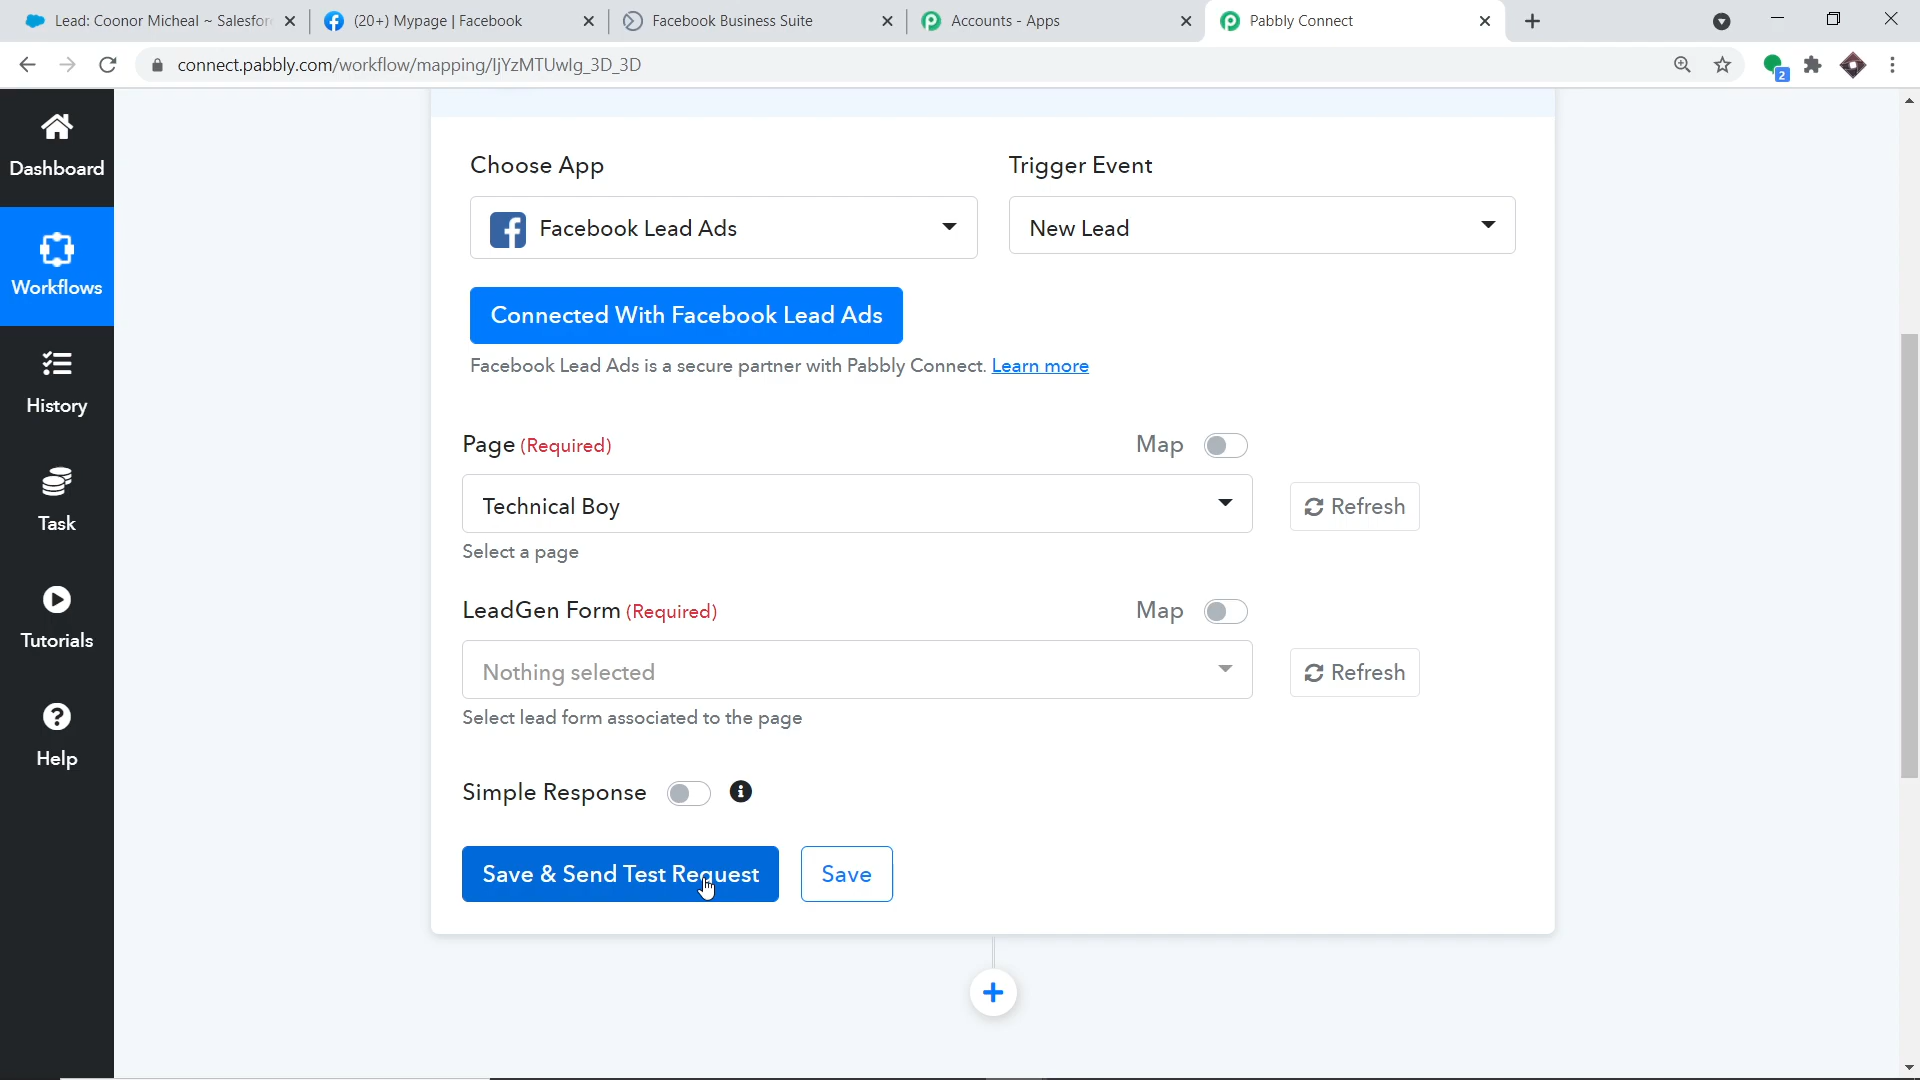 Lead: Coonor Micheal ~ Salesfor
(20+) Mypage | Facebook
Facebook Business Suite
Accounts - Apps
Pabbly Connect
connect.pabbly.com/workflow/mapping/IjYzMTUwIg_3D_3D
2
Dashboard
Workflows
History
Task
Tutorials
Help
Choose App
Trigger Event
Facebook Lead Ads
New Lead
Connected With Facebook Lead Ads
Facebook Lead Ads is a secure partner with Pabbly Connect. Learn more
Page (Required)
Map
Technical Boy
Refresh
Select a page
LeadGen Form (Required)
Map
Nothing selected
Refresh
Select lead form associated to the page
Simple Response
Save & Send Test Request
Save